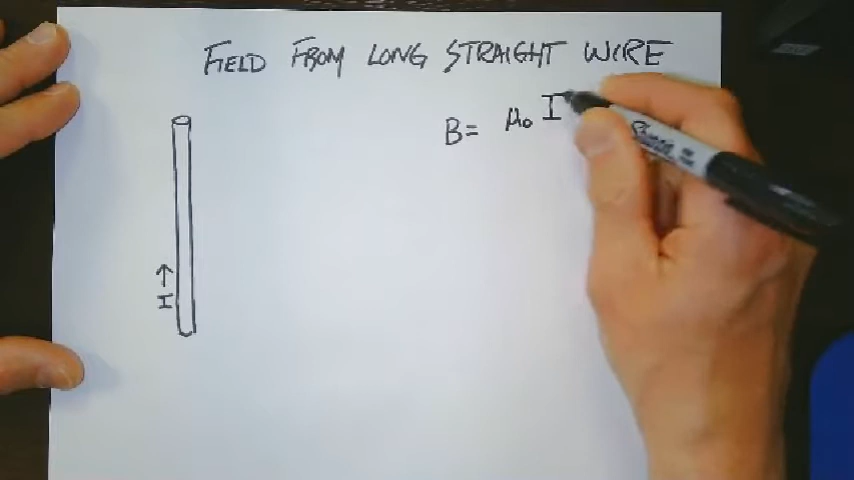 FIELD FROM LONG STRAIGHT WIRE
B = μ₀ I
I →